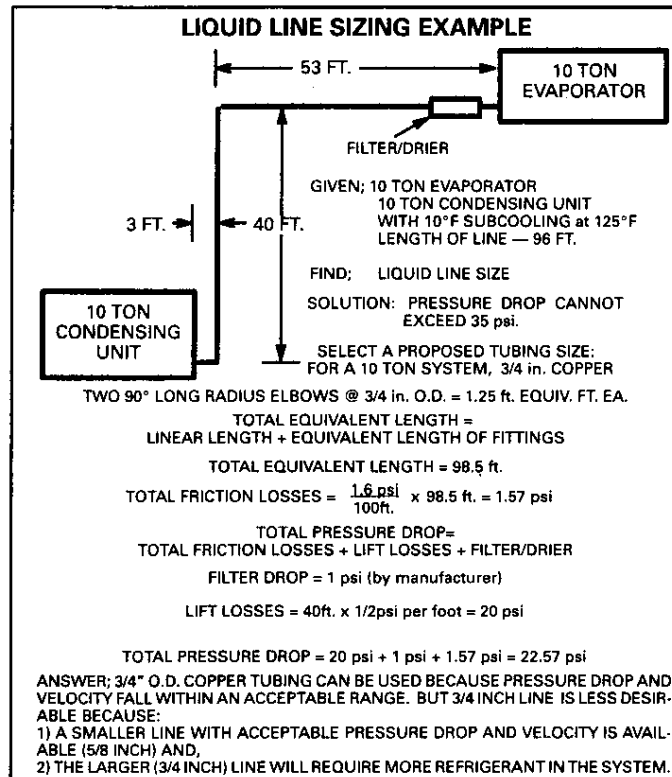 LIQUID LINE SIZING EXAMPLE
53 FT.
10 TON
EVAPORATOR
FILTER/DRIER
GIVEN; 10 TON EVAPORATOR
10 TON CONDENSING UNIT
WITH 10°F SUBCOOLING at 125°F
LENGTH OF LINE — 96 FT.
3 FT.
40 FT.
FIND; LIQUID LINE SIZE
SOLUTION: PRESSURE DROP CANNOT
EXCEED 35 psi.
10 TON
CONDENSING
UNIT
SELECT A PROPOSED TUBING SIZE:
FOR A 10 TON SYSTEM, 3/4 in. COPPER
TWO 90° LONG RADIUS ELBOWS @ 3/4 in. O.D. = 1.25 ft. EQUIV. FT. EA.
TOTAL EQUIVALENT LENGTH =
LINEAR LENGTH + EQUIVALENT LENGTH OF FITTINGS
TOTAL EQUIVALENT LENGTH = 98.5 ft.
TOTAL FRICTION LOSSES = 1.6 psi/100ft. x 98.5 ft. = 1.57 psi
TOTAL PRESSURE DROP=
TOTAL FRICTION LOSSES + LIFT LOSSES + FILTER/DRIER
FILTER DROP = 1 psi (by manufacturer)
LIFT LOSSES = 40ft. x 1/2psi per foot = 20 psi
TOTAL PRESSURE DROP = 20 psi + 1 psi + 1.57 psi = 22.57 psi
ANSWER; 3/4" O.D. COPPER TUBING CAN BE USED BECAUSE PRESSURE DROP AND
VELOCITY FALL WITHIN AN ACCEPTABLE RANGE. BUT 3/4 INCH LINE IS LESS DESIR-
ABLE BECAUSE:
1) A SMALLER LINE WITH ACCEPTABLE PRESSURE DROP AND VELOCITY IS AVAIL-
ABLE (5/8 INCH) AND,
2) THE LARGER (3/4 INCH) LINE WILL REQUIRE MORE REFRIGERANT IN THE SYSTEM.